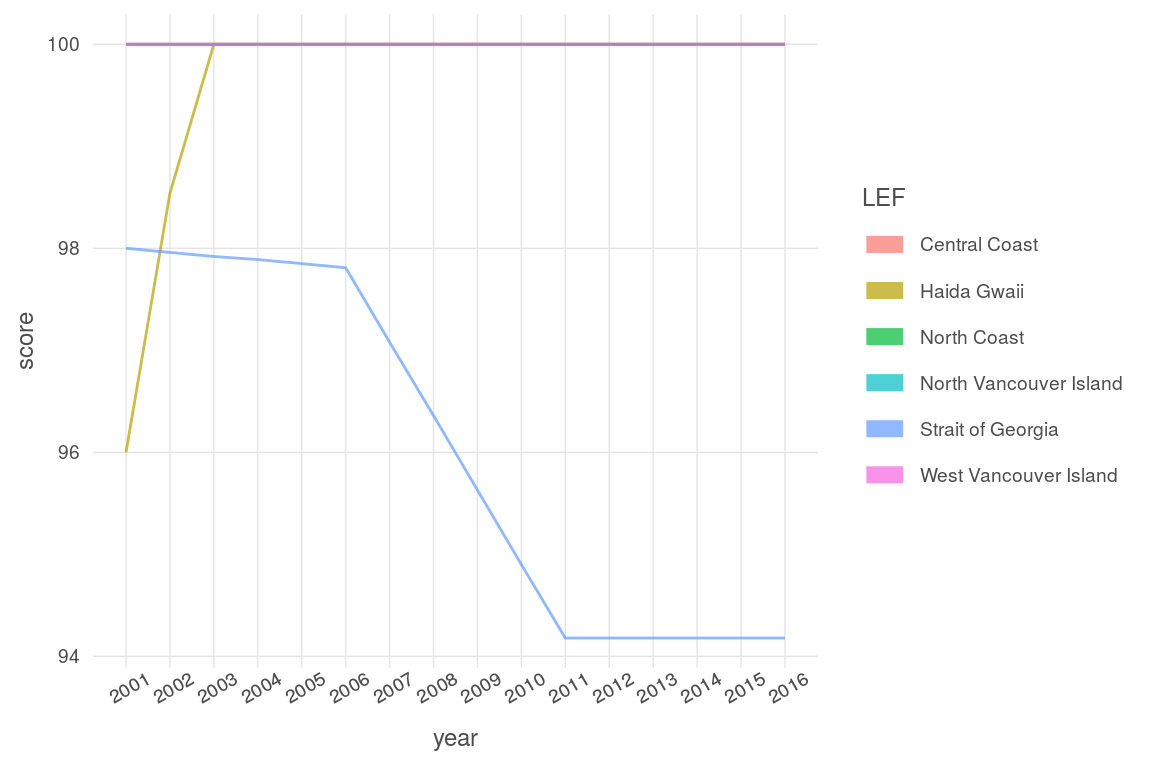 100
98
96
94
score
2001 2002 2003 2004 2005 2006 2007 2008 2009 2010 2011 2012 2013 2014 2015 2016
year
LEF
Central Coast
Haida Gwaii
North Coast
North Vancouver Island
Strait of Georgia
West Vancouver Island